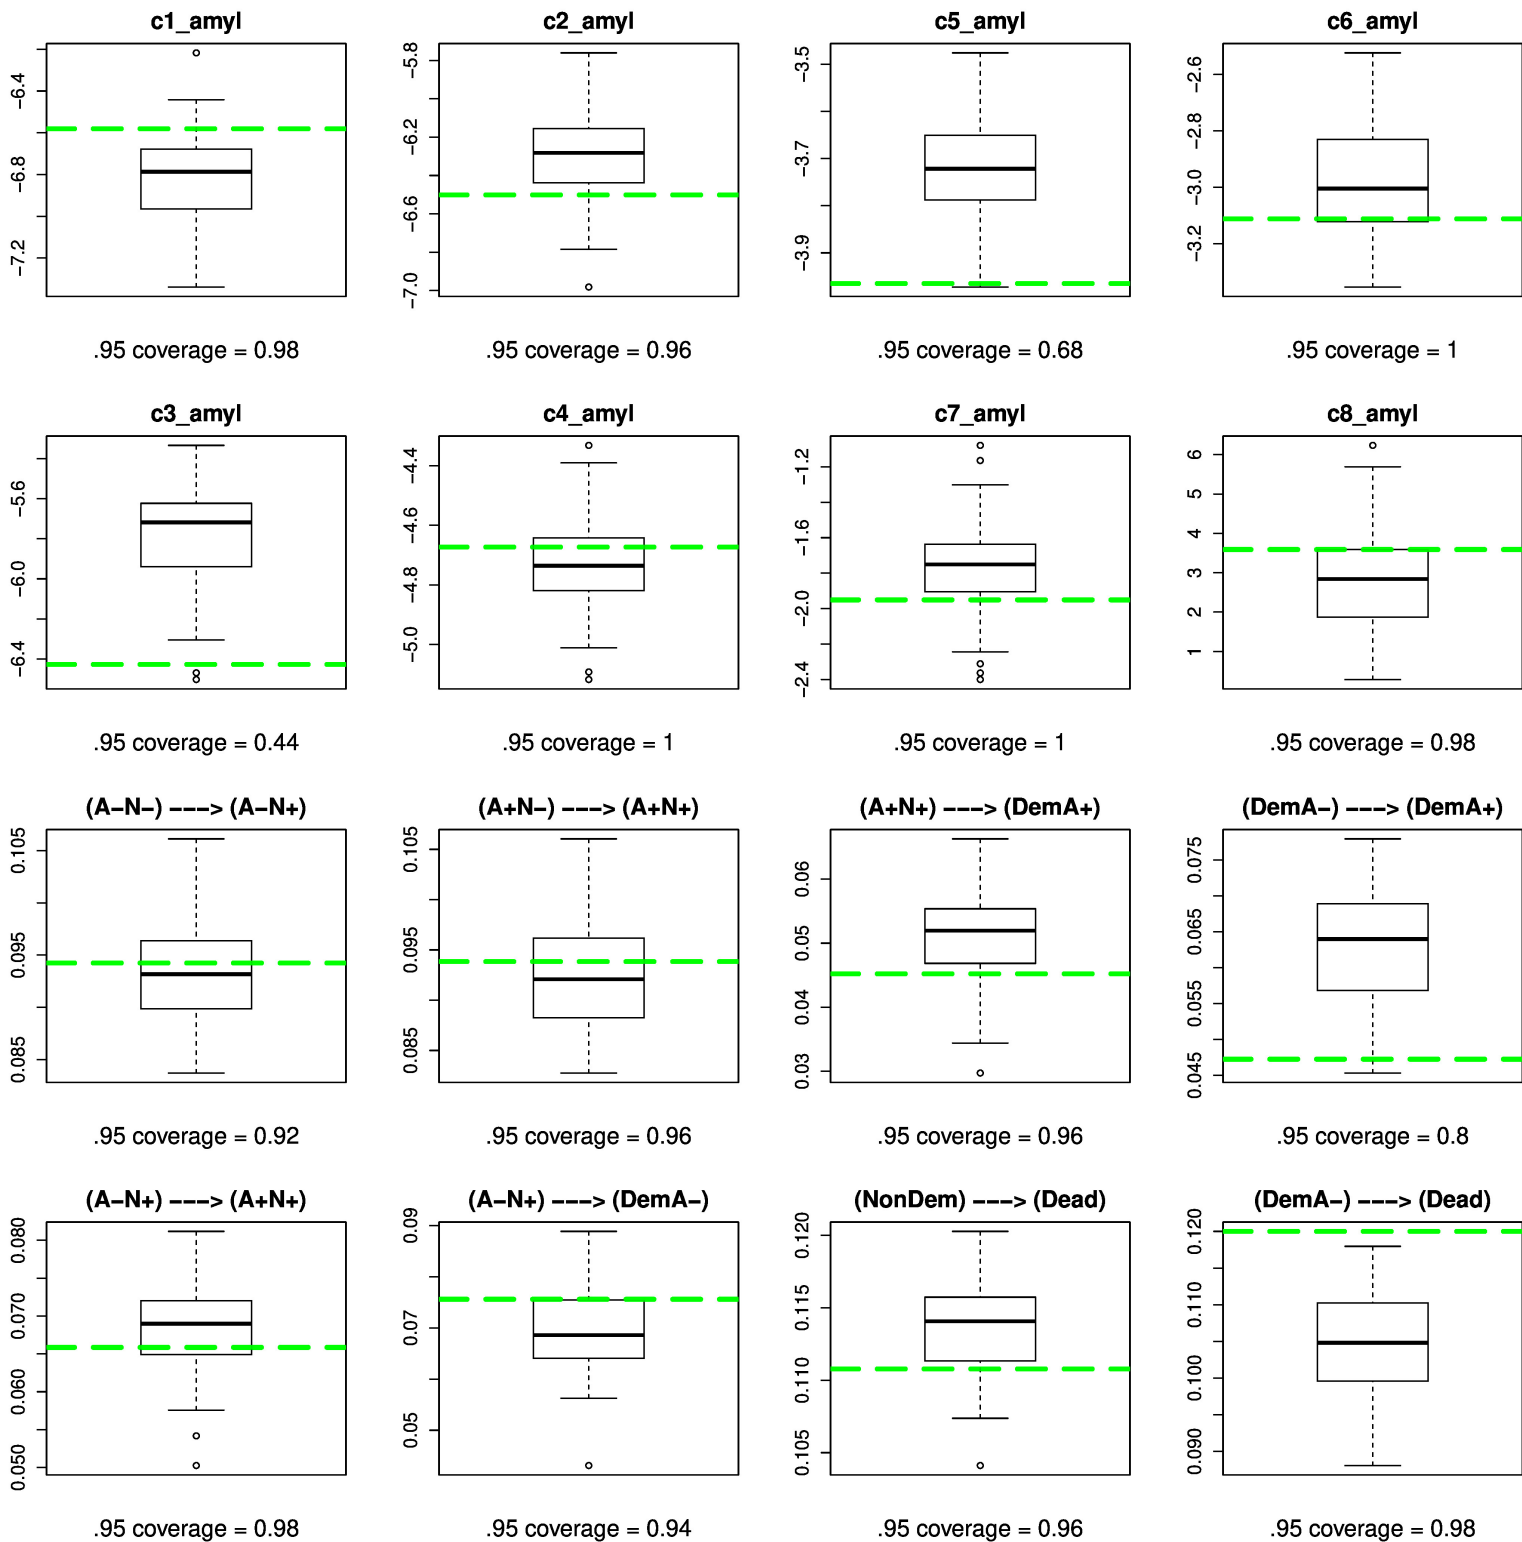 c1_amyl
−6.4
−6.8
−7.2
.95 coverage = 0.98
c2_amyl
−5.8
−6.2
−6.6
−7.0
.95 coverage = 0.96
c5_amyl
−3.5
−3.7
−3.9
.95 coverage = 0.68
c6_amyl
−2.6
−2.8
−3.0
−3.2
.95 coverage = 1
c3_amyl
−5.6
−6.0
−6.4
.95 coverage = 0.44
c4_amyl
−4.4
−4.6
−4.8
−5.0
.95 coverage = 1
c7_amyl
−1.2
−1.6
−2.0
−2.4
.95 coverage = 1
c8_amyl
6
5
4
3
2
1
.95 coverage = 0.98
(A−N−) −−−> (A−N+)
0.105
0.095
0.085
.95 coverage = 0.92
(A+N−) −−−> (A+N+)
0.105
0.095
0.085
.95 coverage = 0.96
(A+N+) −−−> (DemA+)
0.06
0.05
0.04
0.03
.95 coverage = 0.96
(DemA−) −−−> (DemA+)
0.075
0.065
0.055
0.045
.95 coverage = 0.8
(A−N+) −−−> (A+N+)
0.080
0.070
0.060
0.050
.95 coverage = 0.98
(A−N+) −−−> (DemA−)
0.09
0.07
0.05
.95 coverage = 0.94
(NonDem) −−−> (Dead)
0.120
0.115
0.110
0.105
.95 coverage = 0.96
(DemA−) −−−> (Dead)
0.120
0.110
0.100
0.090
.95 coverage = 0.98